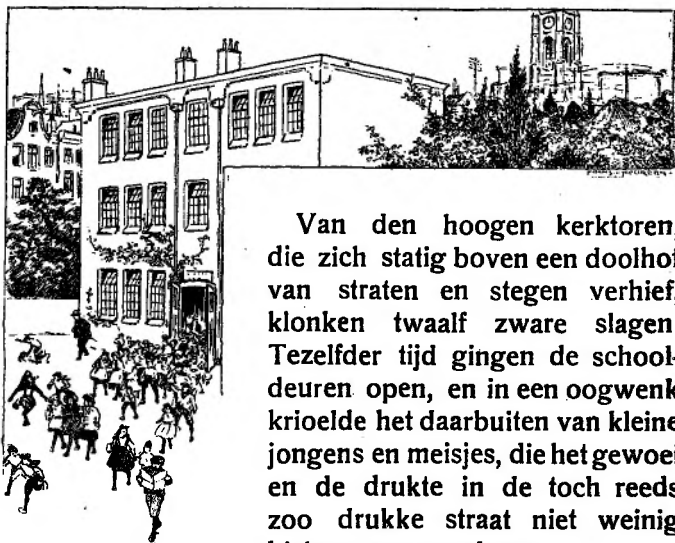 Van den hoogen kerktoren,
die zich statig boven een doolhof
van straten en stegen verhief,
klonken twaalf zware slagen
Tezelfder tijd gingen de school-
deuren open, en in een oogwenk
krioelde het daarbuiten van kleine
jongens en meisjes, die het gewoel
en de drukte in de toch reeds
zoo drukke straat niet weinig